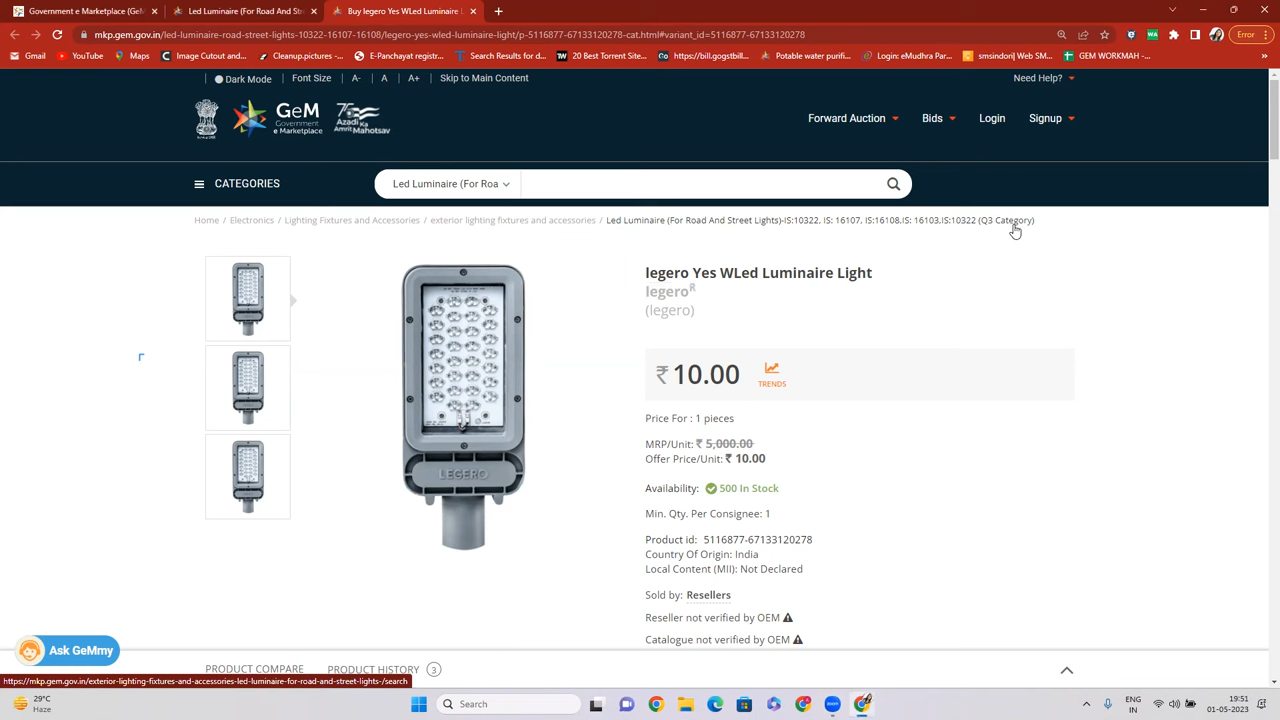 Government e Marketplace (GeM
Led Luminaire (For Road And Str
Buy legero Yes WLed Luminaire L
mkp.gem.gov.in/led-luminaire-road-street-lights-10322-16107-16108/legero-yes-wled-luminaire-light/p-5116877-67133120278-cat.html#variant_id=5116877-67133120278
Error
Gmail
YouTube
Maps
Image Cutout and...
Cleanup.pictures -...
E-Panchayat registr...
Search Results for d...
20 Best Torrent Site...
https://bill.gogstbill...
Potable water purifi...
Login: eMudhra Par...
smsindori| Web SM...
GEM WORKMAH -...
Dark Mode
Font Size
A-
A
A+
Skip to Main Content
Need Help?
GeM
Government
e Marketplace
75
Azadi Ka
Amrit Mahotsav
Forward Auction
Bids
Login
Signup
CATEGORIES
Led Luminaire (For Roa
Home / Electronics / Lighting Fixtures and Accessories / exterior lighting fixtures and accessories / Led Luminaire (For Road And Street Lights)-IS:10322, IS: 16107, IS:16108,IS: 16103,IS:10322 (Q3 Category)
legero Yes WLed Luminaire Light
legero R
(legero)
₹ 10.00
TRENDS
Price For : 1 pieces
MRP/Unit: ₹ 5,000.00
Offer Price/Unit: ₹ 10.00
Availability: 500 In Stock
Min. Qty. Per Consignee: 1
Product id: 5116877-67133120278
Country Of Origin: India
Local Content (MII): Not Declared
Sold by: Resellers
Reseller not verified by OEM
Catalogue not verified by OEM
LEGERO
Ask GeMmy
PRODUCT COMPARE
PRODUCT HISTORY 3
https://mkp.gem.gov.in/exterior-lighting-fixtures-and-accessories-led-luminaire-for-road-and-street-lights-/search
29°C
Haze
Search
ENG
IN
19:51
01-05-2023